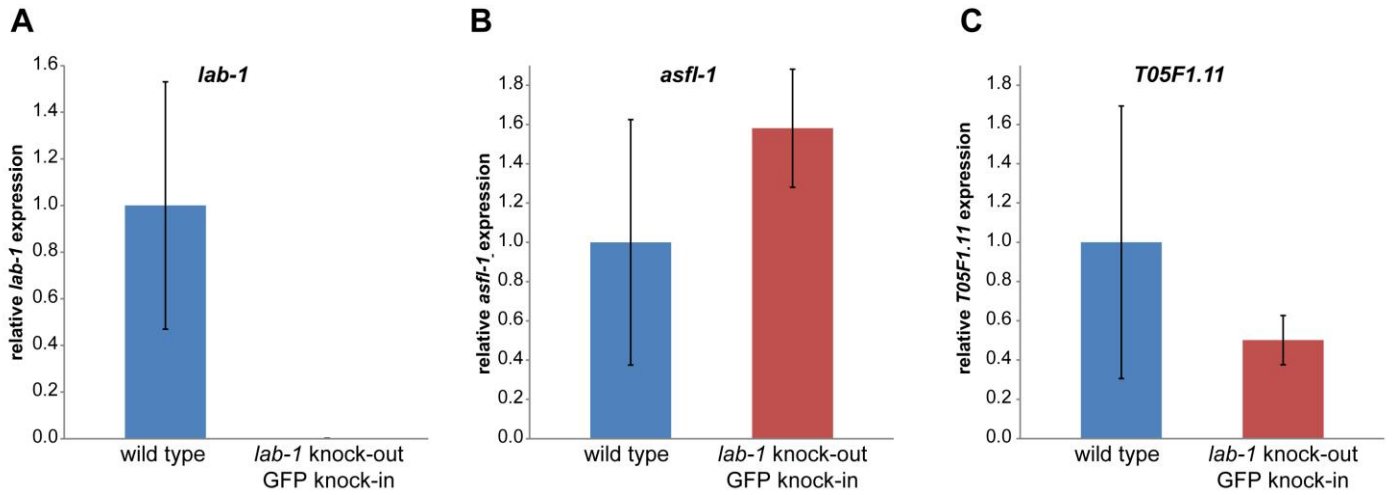 A
lab-1
relative lab-1 expression
1.6
1.4
1.2
1.0
0.8
0.6
0.4
0.2
0.0
wild type
lab-1 knock-out
GFP knock-in
B
asfl-1
relative asfl-1 expression
1.8
1.6
1.4
1.2
1.0
0.8
0.6
0.4
0.2
0.0
wild type
lab-1 knock-out
GFP knock-in
C
T05F1.11
relative T05F1.11 expression
1.8
1.6
1.4
1.2
1.0
0.8
0.6
0.4
0.2
0.0
wild type
lab-1 knock-out
GFP knock-in